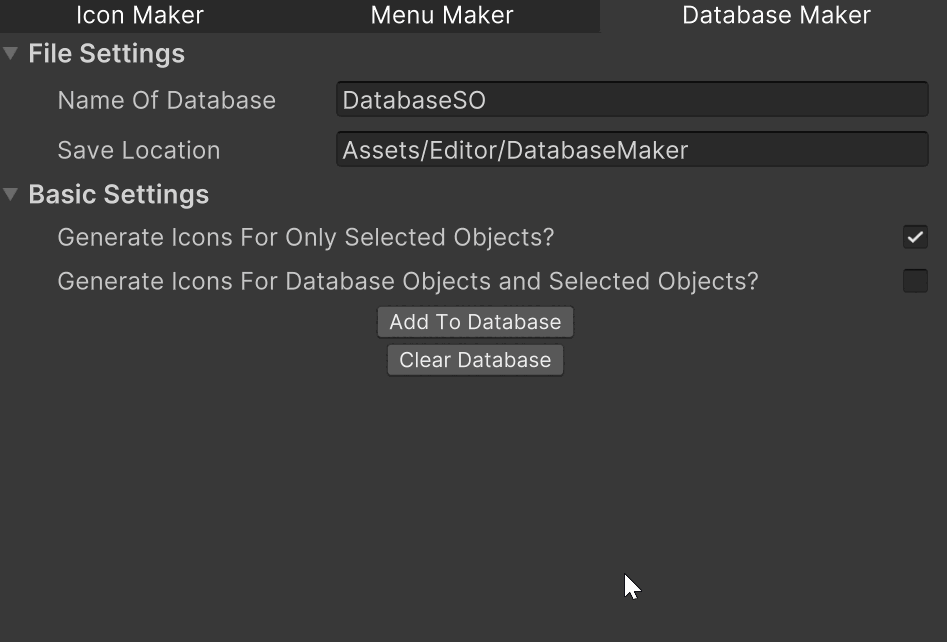 Icon Maker Menu Maker Database Maker
File Settings
Name Of Database DatabaseSO
Save Location Assets/Editor/DatabaseMaker
Basic Settings
Generate Icons For Only Selected Objects?
Generate Icons For Database Objects and Selected Objects?
Add To Database
Clear Database